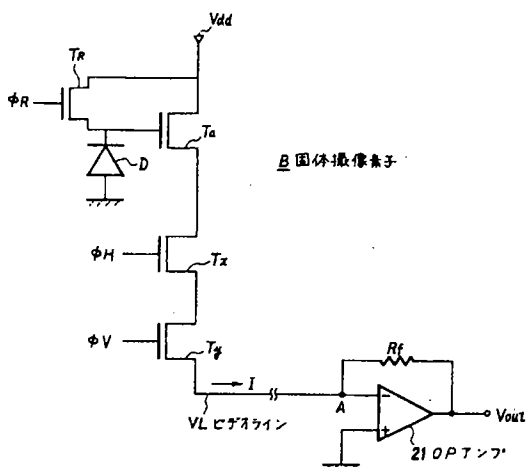 Vdd
TR
φR
Ta
D
B 固体撮像素子
φH
Tx
φV
Ty
I
VL ビデオライン
Rf
A
−
+
Vout
21 OPアンプ